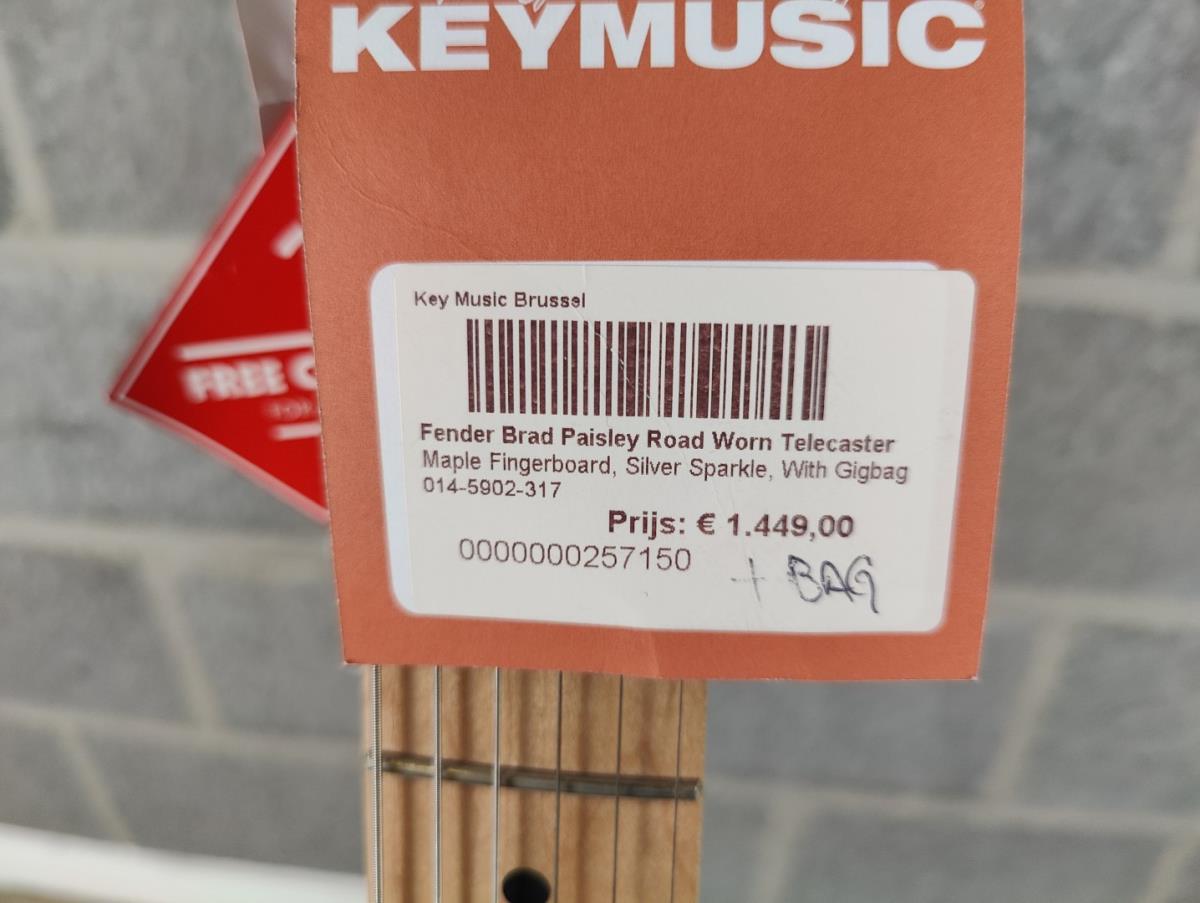 KEYMUSIC
FREE
Key Music Brussel
Fender Brad Paisley Road Worn Telecaster
Maple Fingerboard, Silver Sparkle, With Gigbag
014-5902-317
Prijs: € 1.449,00
0000000257150
+ BAG